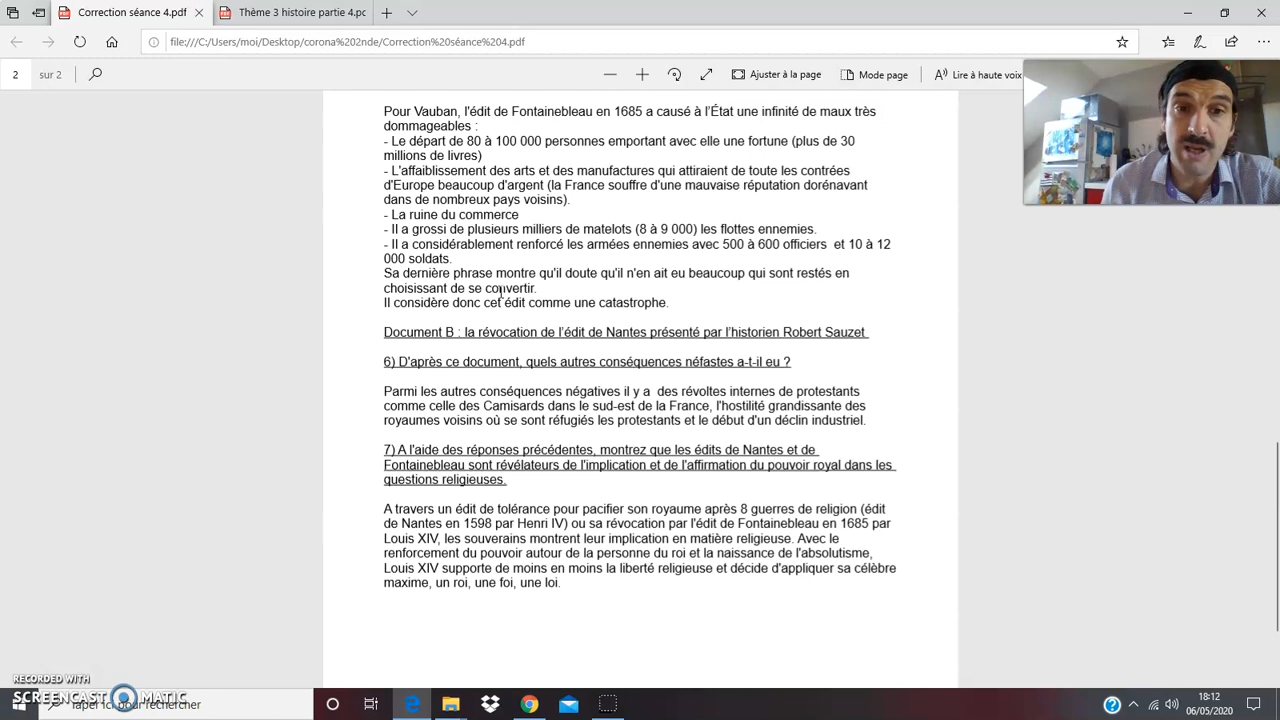 Correction séance 4.pdf
Thème 3 histoire partie 4.pc
file:///C:/Users/moi/Desktop/corona%202nde/Correction%20séance%204.pdf
2 sur 2
Ajuster à la page
Mode page
Lire à haute voix
Pour Vauban, l'édit de Fontainebleau en 1685 a causé à l'État une infinité de maux très
dommageables :
- Le départ de 80 à 100 000 personnes emportant avec elle une fortune (plus de 30
millions de livres)
- L'affaiblissement des arts et des manufactures qui attiraient de toute les contrées
d'Europe beaucoup d'argent (la France souffre d'une mauvaise réputation dorénavant
dans de nombreux pays voisins).
- La ruine du commerce
- Il a grossi de plusieurs milliers de matelots (8 à 9 000) les flottes ennemies.
- Il a considérablement renforcé les armées ennemies avec 500 à 600 officiers et 10 à 12
000 soldats.
Sa dernière phrase montre qu'il doute qu'il n'en ait eu beaucoup qui sont restés en
choisissant de se convertir.
Il considère donc cet édit comme une catastrophe.
Document B : la révocation de l'édit de Nantes présenté par l'historien Robert Sauzet
6) D'après ce document, quels autres conséquences néfastes a-t-il eu ?
Parmi les autres conséquences négatives il y a des révoltes internes de protestants
comme celle des Camisards dans le sud-est de la France, l'hostilité grandissante des
royaumes voisins où se sont réfugiés les protestants et le début d'un déclin industriel.
7) A l'aide des réponses précédentes, montrez que les édits de Nantes et de
Fontainebleau sont révélateurs de l'implication et de l'affirmation du pouvoir royal dans les
questions religieuses.
A travers un édit de tolérance pour pacifier son royaume après 8 guerres de religion (édit
de Nantes en 1598 par Henri IV) ou sa révocation par l'édit de Fontainebleau en 1685 par
Louis XIV, les souverains montrent leur implication en matière religieuse. Avec le
renforcement du pouvoir autour de la personne du roi et la naissance de l'absolutisme,
Louis XIV supporte de moins en moins la liberté religieuse et décide d'appliquer sa célèbre
maxime, un roi, une foi, une loi.
RECORDED WITH
SCREENCAST MATIC
Taper ici pour rechercher
18:12
06/05/2020